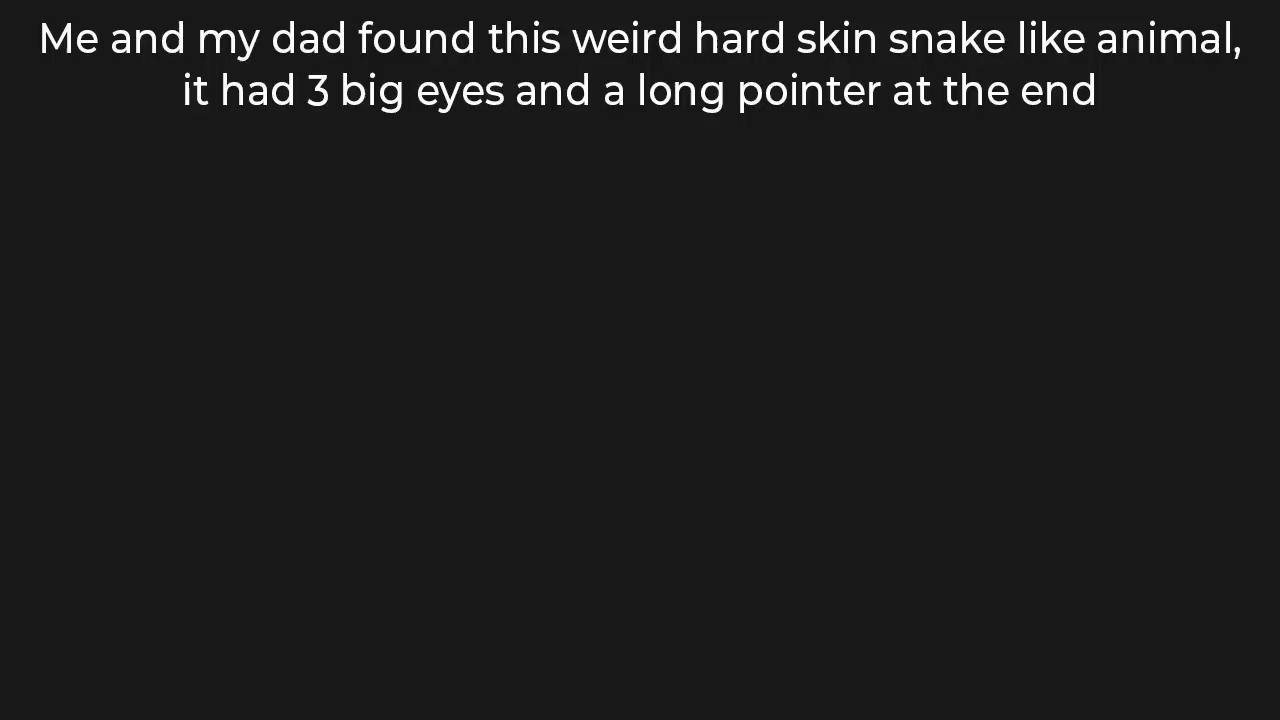 Me and my dad found this weird hard skin snake like animal,
it had 3 big eyes and a long pointer at the end